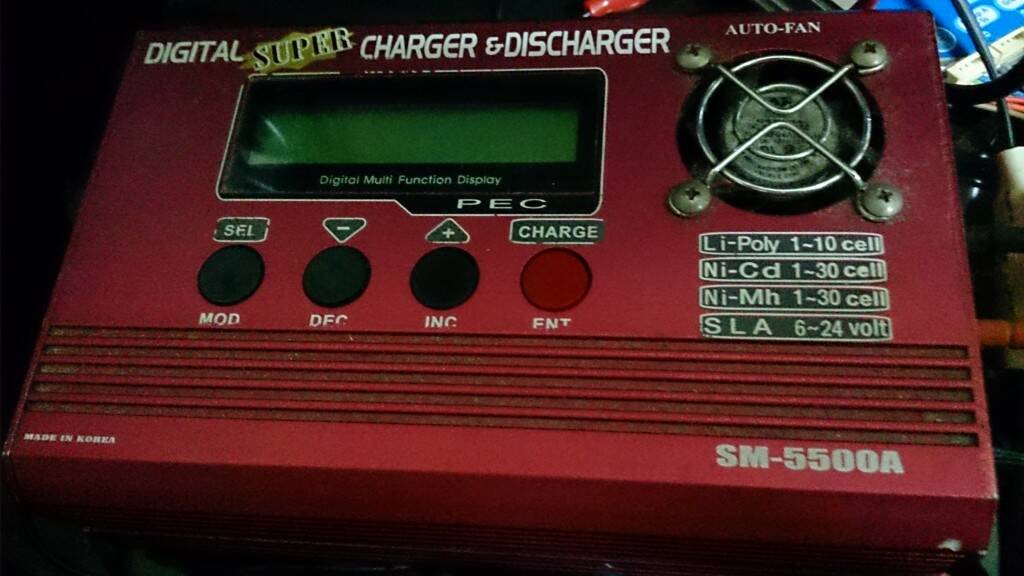 DIGITAL SUPER CHARGER & DISCHARGER
AUTO-FAN
Digital Multi Function Display
PEC
SEL - + CHARGE
MOD DEC INC ENT
Li-Poly 1~10 cell
Ni-Cd 1~30 cell
Ni-Mh 1~30 cell
SLA 6~24 volt
MADE IN KOREA
SM-5500A